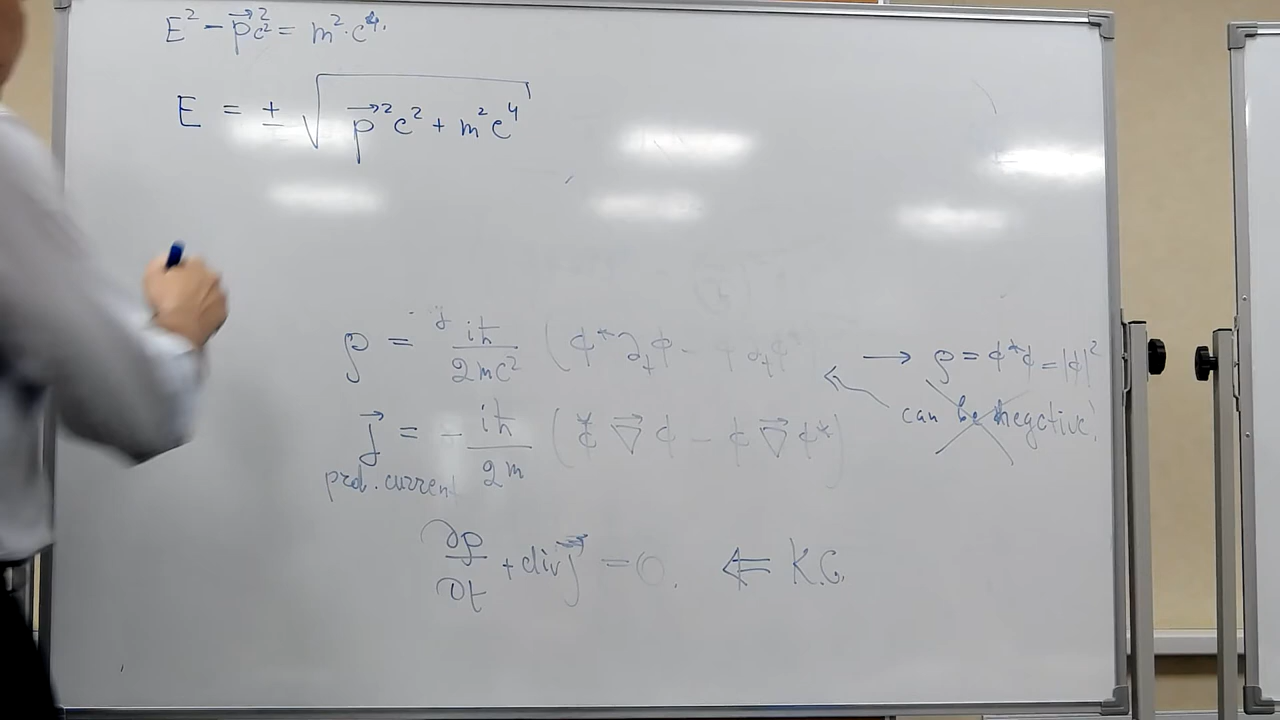 E² - p⃗²c² = m²·c⁴.
E = ± √(p⃗²c² + m²c⁴)
ρ = iħ/2mc² (ϕ*∂ₜϕ - ϕ∂ₜϕ*) → ρ = ϕ*ϕ = |ϕ|²
can be negative!
j⃗ = - iħ/2m (ϕ* ∇⃗ ϕ - ϕ ∇⃗ ϕ*)
prob. current
∂ρ/∂t + div j⃗ = 0. ⇐ K.G.